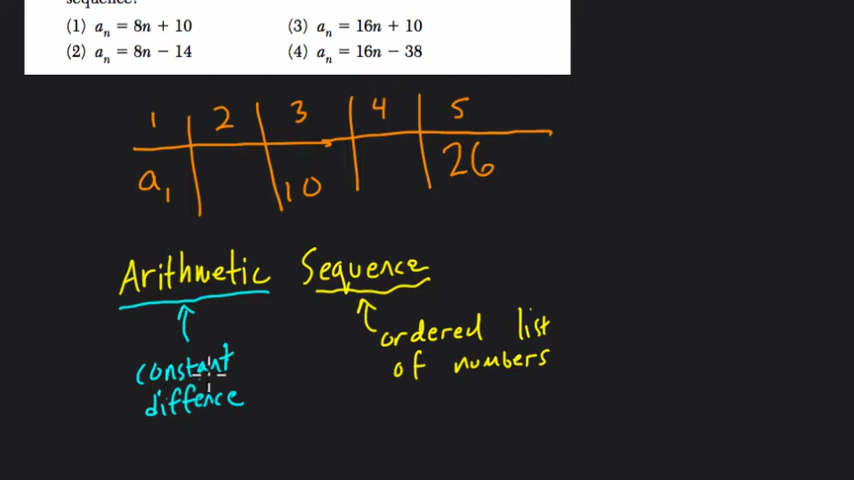 sequence?
(1) aₙ = 8n + 10 (3) aₙ = 16n + 10
(2) aₙ = 8n − 14 (4) aₙ = 16n − 38
1 2 3 4 5
a₁ 10 26
Arithmetic Sequence
ordered list
of numbers
constant
diffence